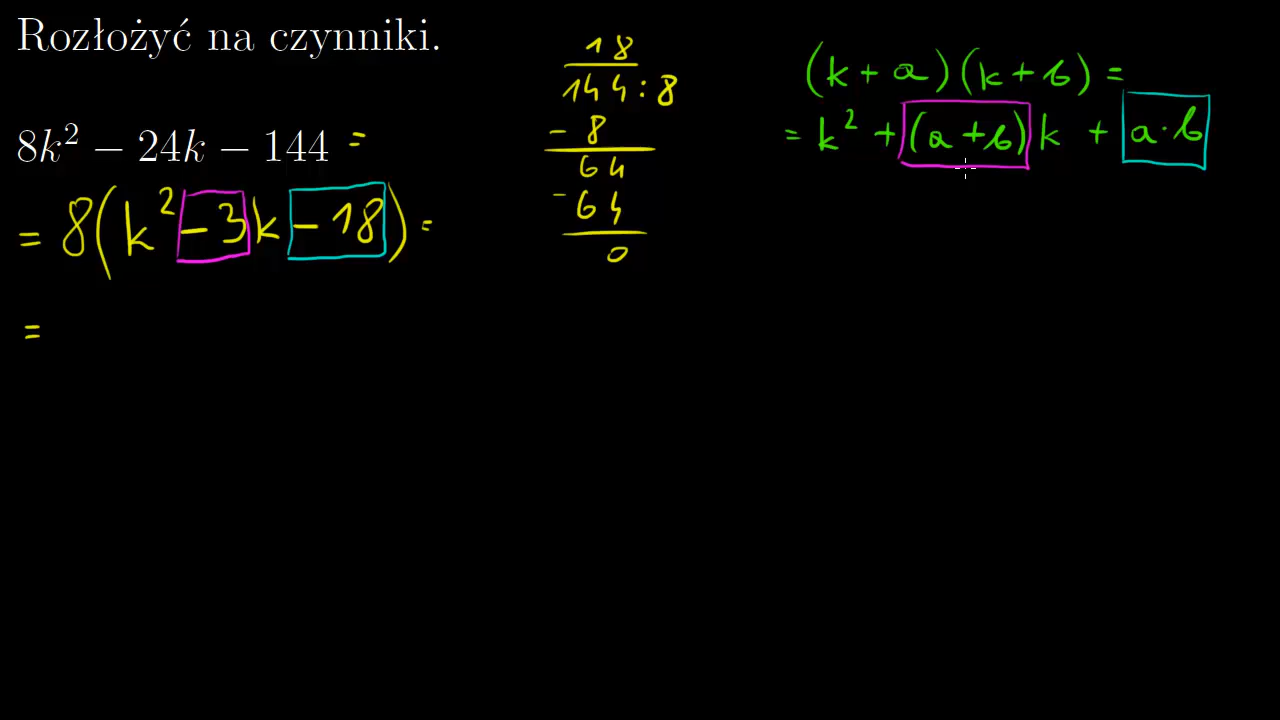 Rozłożyć na czynniki.
8k² − 24k − 144 =
= 8(k² − 3k − 18) =
=
18
144 : 8
− 8
64
− 64
0
(k + a)(k + b) =
= k² + (a + b)k + a·b